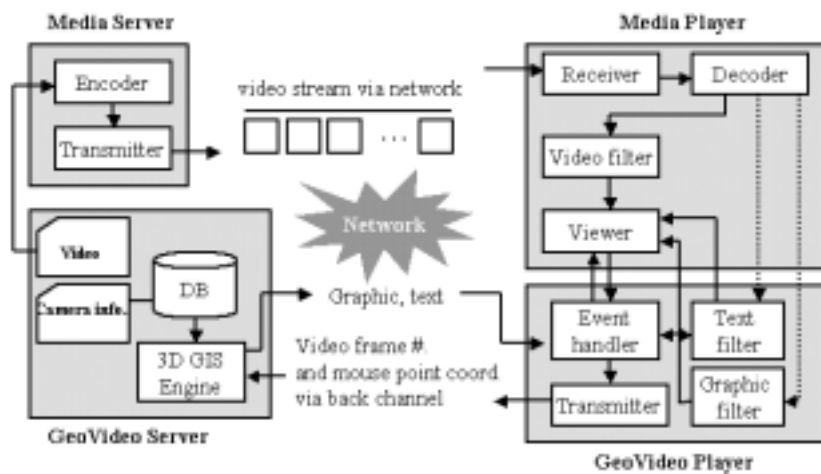 Media Server
Encoder
Transmitter
video stream via network
...
Media Player
Receiver
Decoder
Video filter
Viewer
Network
Video
Camera info.
DB
3D GIS
Engine
GeoVideo Server
Graphic, text
Video frame #.
and mouse point coord
via back channel
Event
handler
Text
filter
Transmitter
Graphic
filter
GeoVideo Player